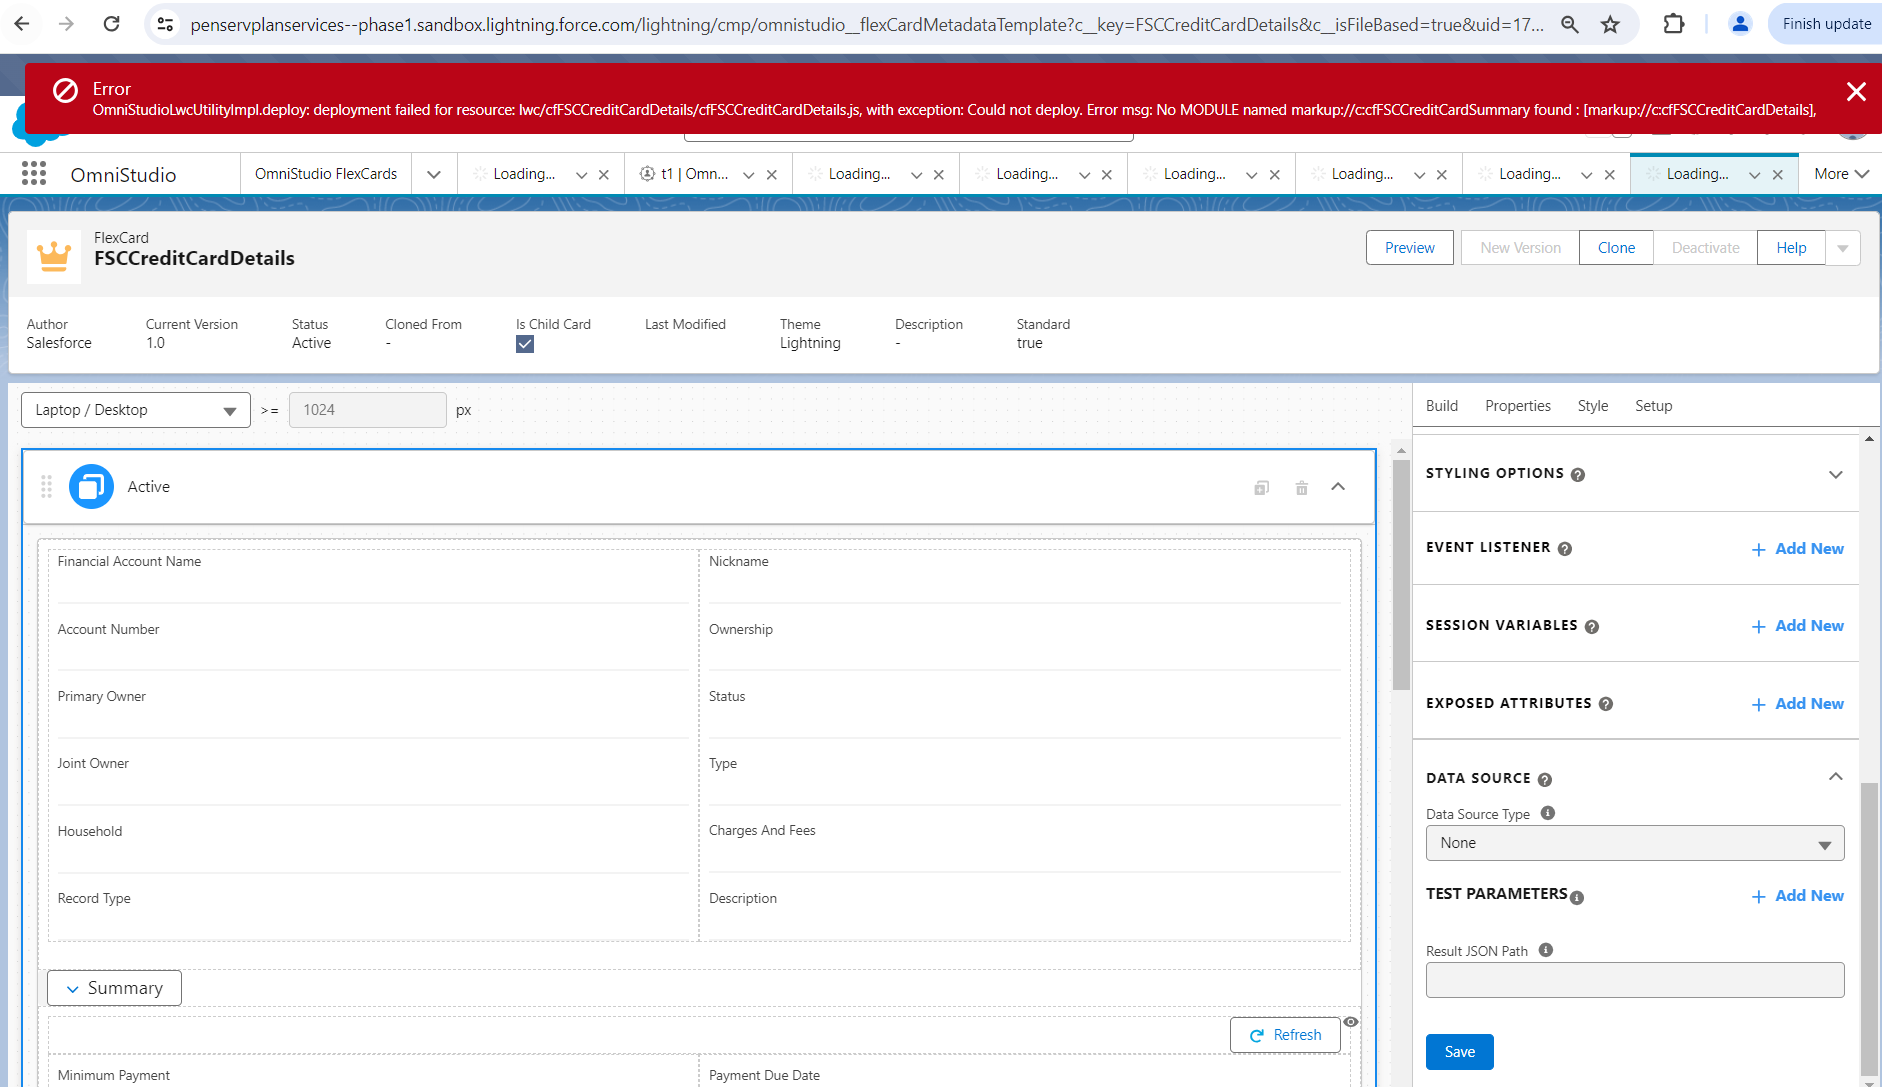 penservplanservices--phase1.sandbox.lightning.force.com/lightning/cmp/omnistudio__flexCardMetadataTemplate?c__key=FSCCreditCardDetails&c__isFileBased=true&uid=17...
Finish update
Error
OmniStudioLwcUtilityImpl.deploy: deployment failed for resource: lwc/cfFSCCreditCardDetails/cfFSCCreditCardDetails.js, with exception: Could not deploy. Error msg: No MODULE named markup://c:cfFSCCreditCardSummary found : [markup://c:cfFSCCreditCardDetails],
OmniStudio
OmniStudio FlexCards
Loading...
t1 | Omn...
Loading...
Loading...
Loading...
Loading...
Loading...
Loading...
More
FlexCard
FSCCreditCardDetails
Preview
New Version
Clone
Deactivate
Help
Author
Salesforce
Current Version
1.0
Status
Active
Cloned From
-
Is Child Card
Last Modified
Theme
Lightning
Description
-
Standard
true
Laptop / Desktop
>=
1024
px
Build
Properties
Style
Setup
Active
Financial Account Name
Nickname
Account Number
Ownership
Primary Owner
Status
Joint Owner
Type
Household
Charges And Fees
Record Type
Description
Summary
Refresh
Minimum Payment
Payment Due Date
STYLING OPTIONS
EVENT LISTENER
+ Add New
SESSION VARIABLES
+ Add New
EXPOSED ATTRIBUTES
+ Add New
DATA SOURCE
Data Source Type
None
TEST PARAMETERS
+ Add New
Result JSON Path
Save